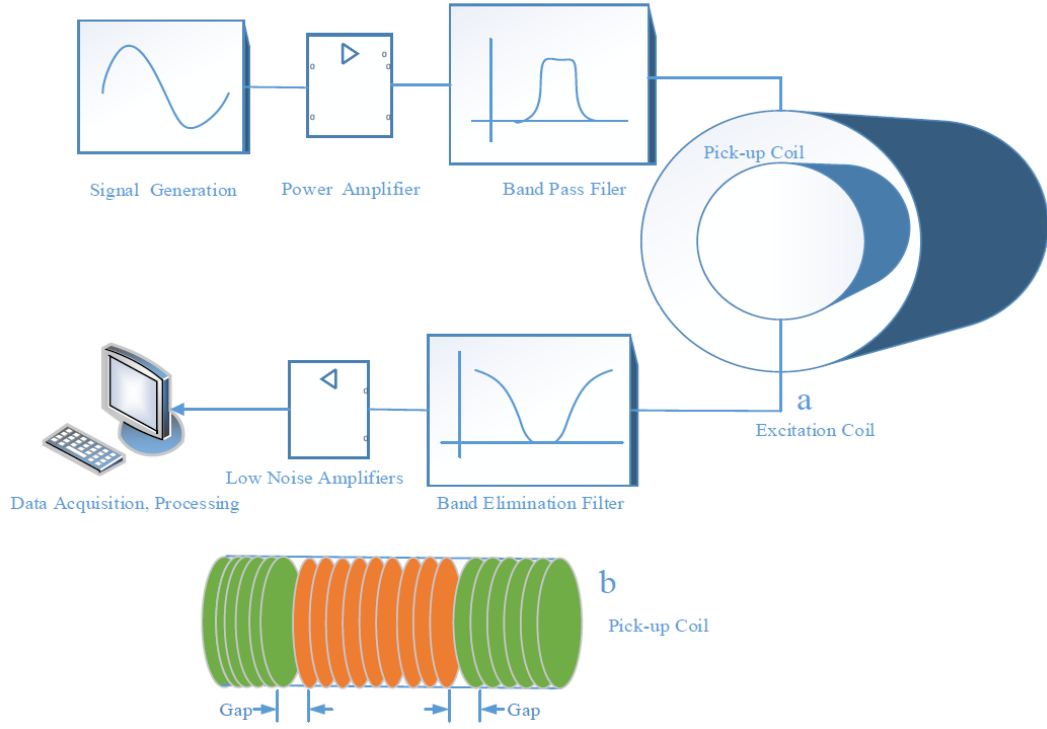 Pick-up Coil
Signal Generation
Power Amplifier
Band Pass Filer
a
Excitation Coil
Low Noise Amplifiers
Data Acquisition, Processing
Band Elimination Filter
b
Pick-up Coil
Gap
Gap